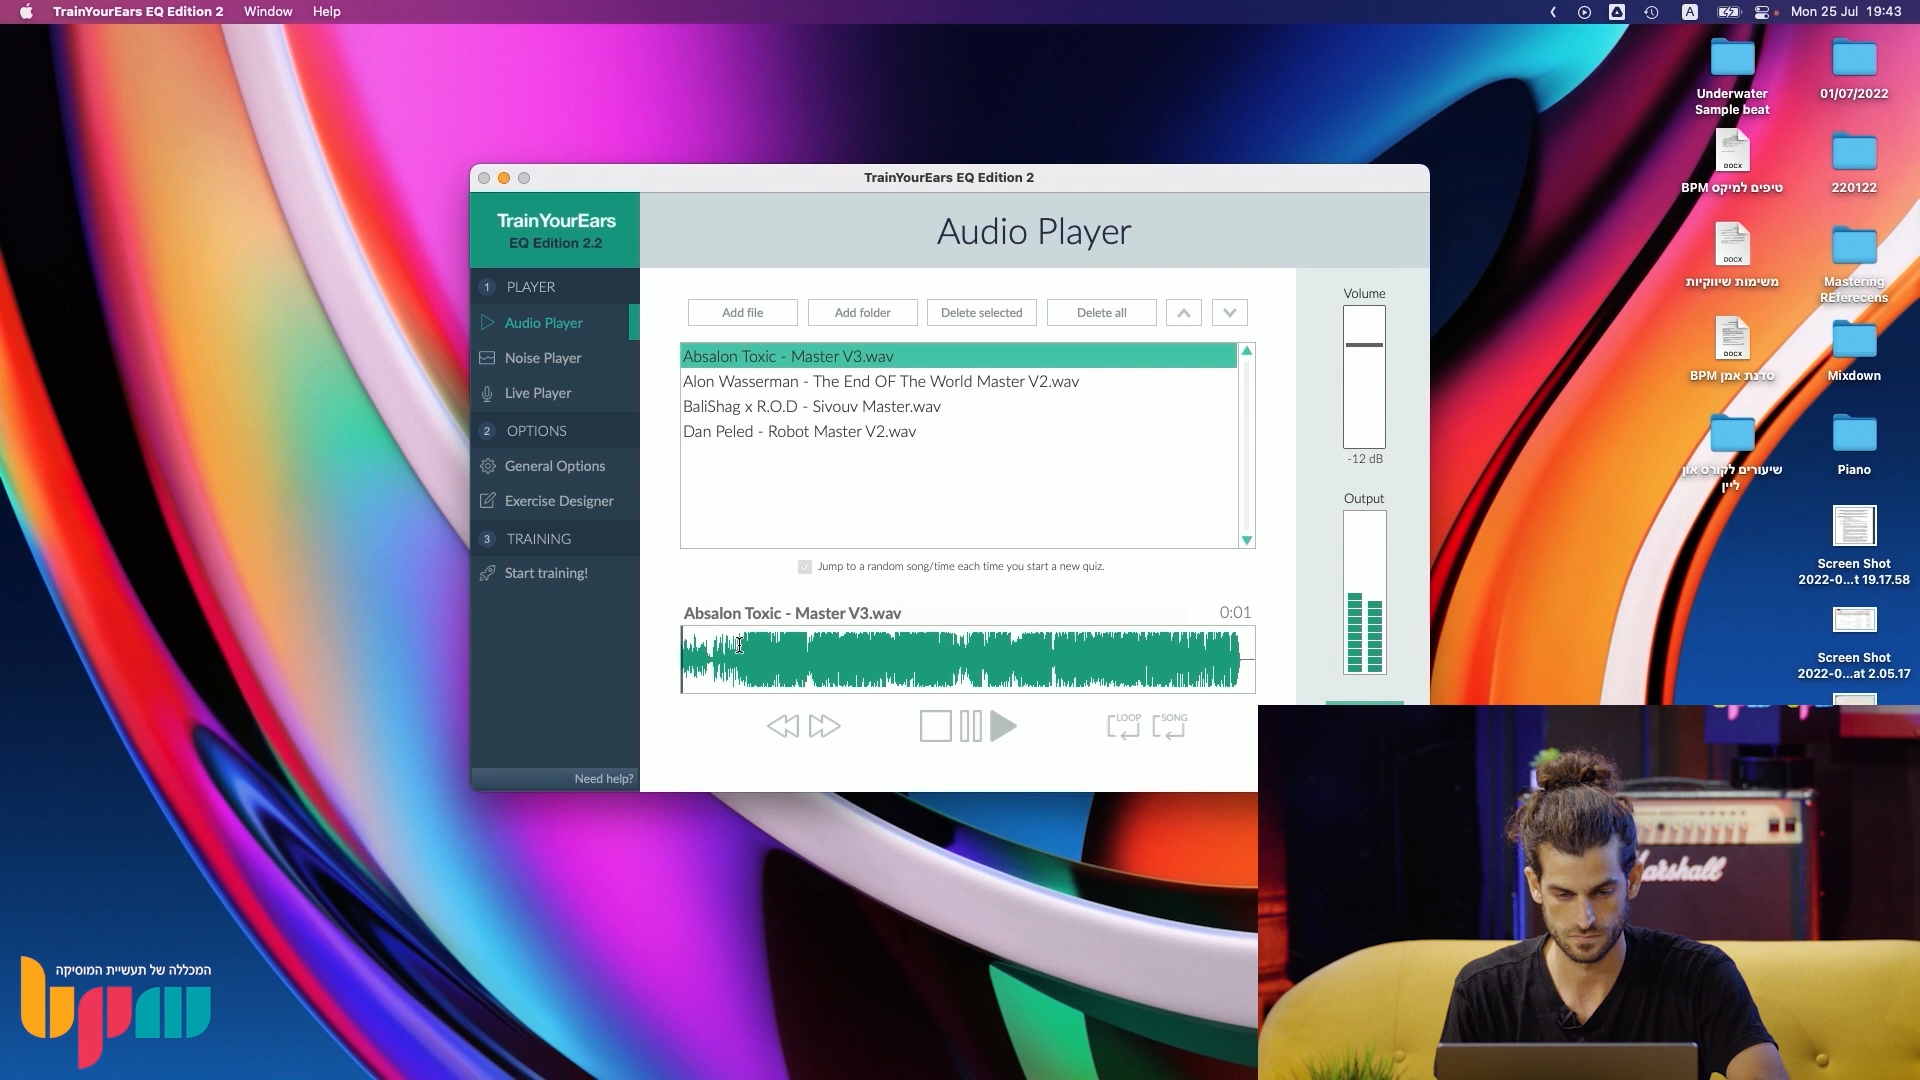 TrainYourEars EQ Edition 2 Window Help
A Mon 25 Jul 19:43
TrainYourEars EQ Edition 2
TrainYourEars
EQ Edition 2.2
Audio Player
1 PLAYER
Audio Player
Noise Player
Live Player
2 OPTIONS
General Options
Exercise Designer
3 TRAINING
Start training!
Need help?
Add file
Add folder
Delete selected
Delete all
Absalon Toxic - Master V3.wav
Alon Wasserman - The End OF The World Master V2.wav
BaliShag x R.O.D - Sivouv Master.wav
Dan Peled - Robot Master V2.wav
Jump to a random song/time each time you start a new quiz.
Absalon Toxic - Master V3.wav
0:01
LOOP
SONG
Volume
-12 dB
Output
Underwater
Sample beat
01/07/2022
DOCX
טיפים למיקס BPM
220122
DOCX
משימות שיווקיות
Mastering
REferecens
DOCX
סדנת אמן BPM
Mixdown
שיעורים לקורס און
ליין
Piano
Screen Shot
2022-0...t 19.17.58
Screen Shot
2022-0...at 2.05.17
Marshall
המכללה של תעשיית המוסיקה
bpm